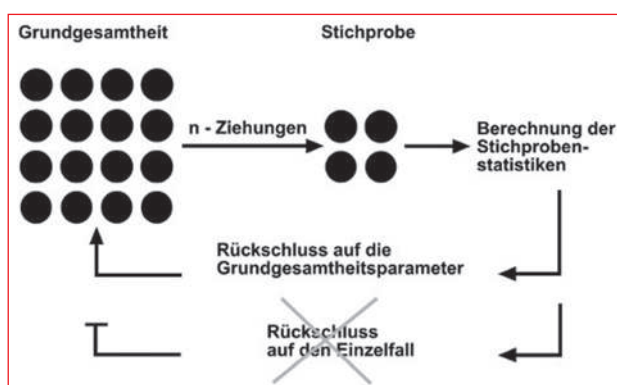 Grundgesamtheit
Stichprobe
n - Ziehungen
Berechnung der
Stichproben-
statistiken
Rückschluss auf die
Grundgesamtheitsparameter
Rückschluss
auf den Einzelfall